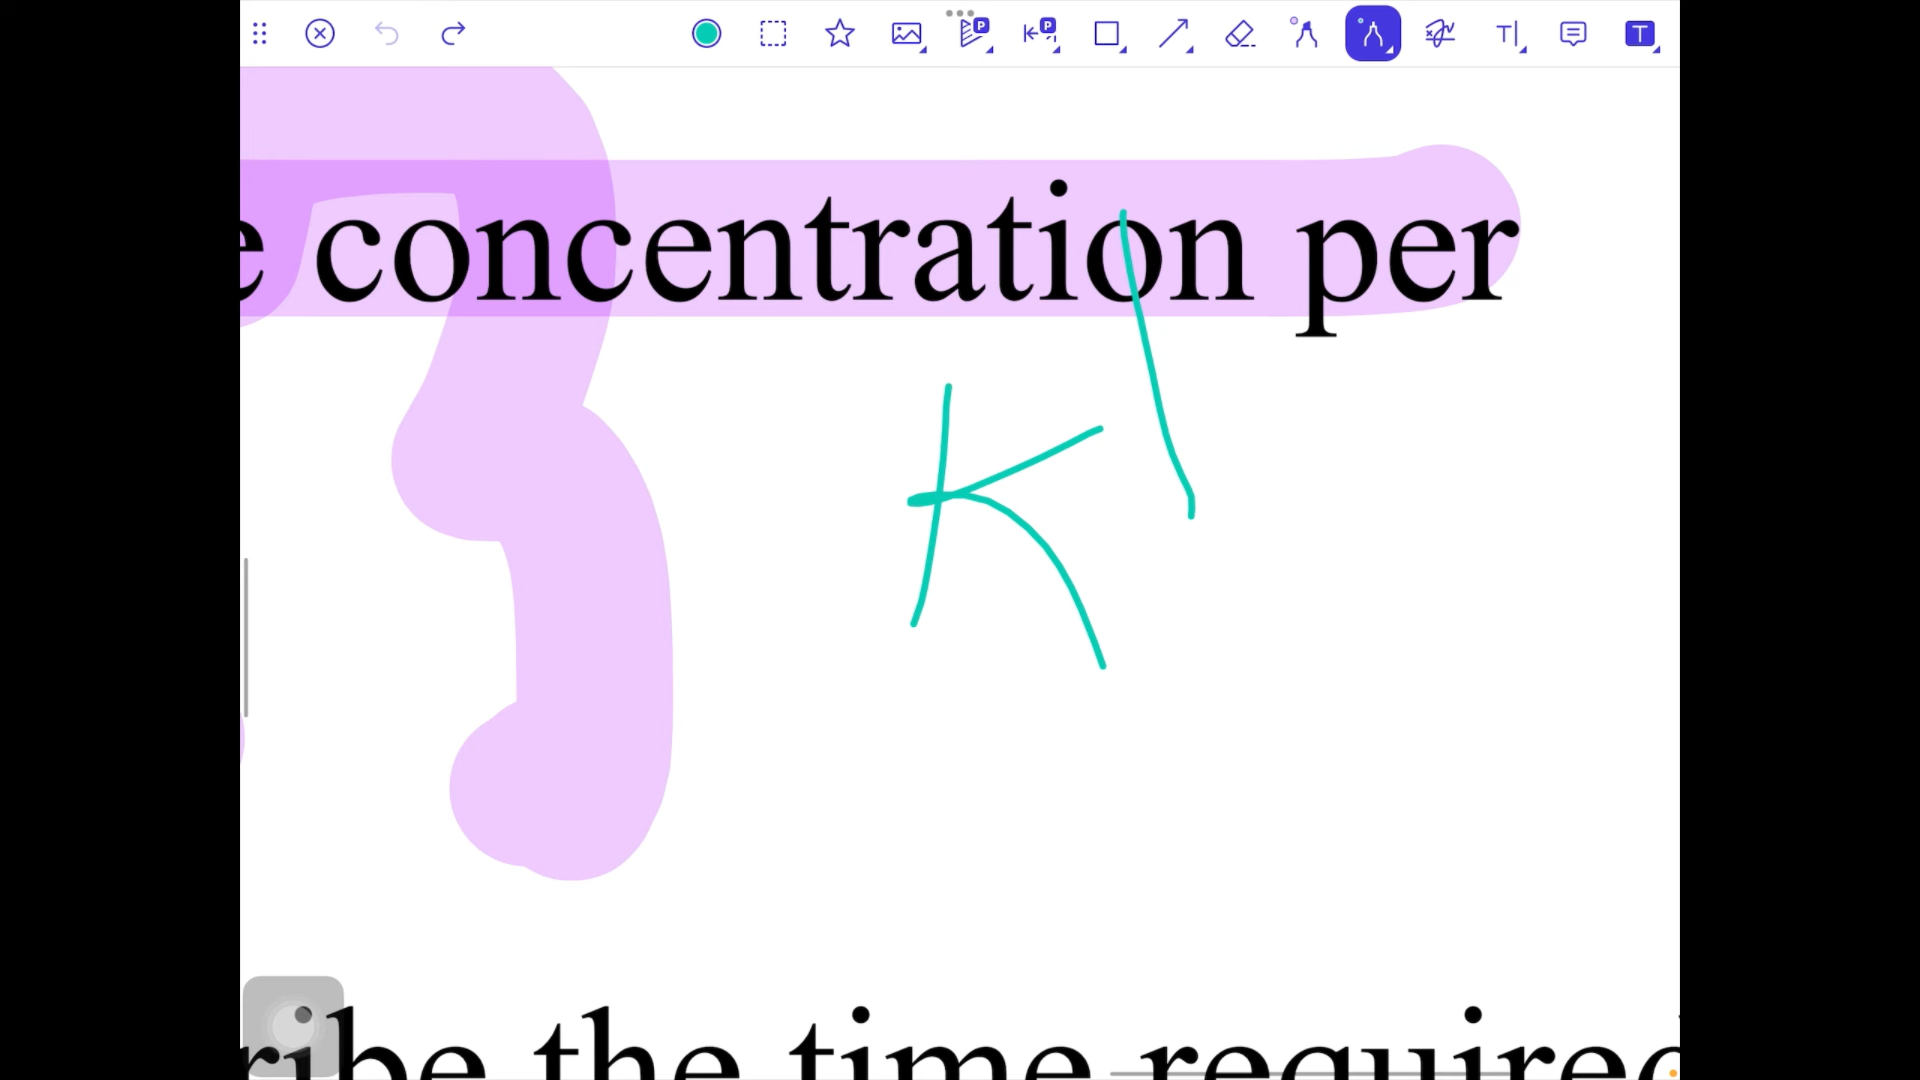 e concentration per
K
ribe the time required